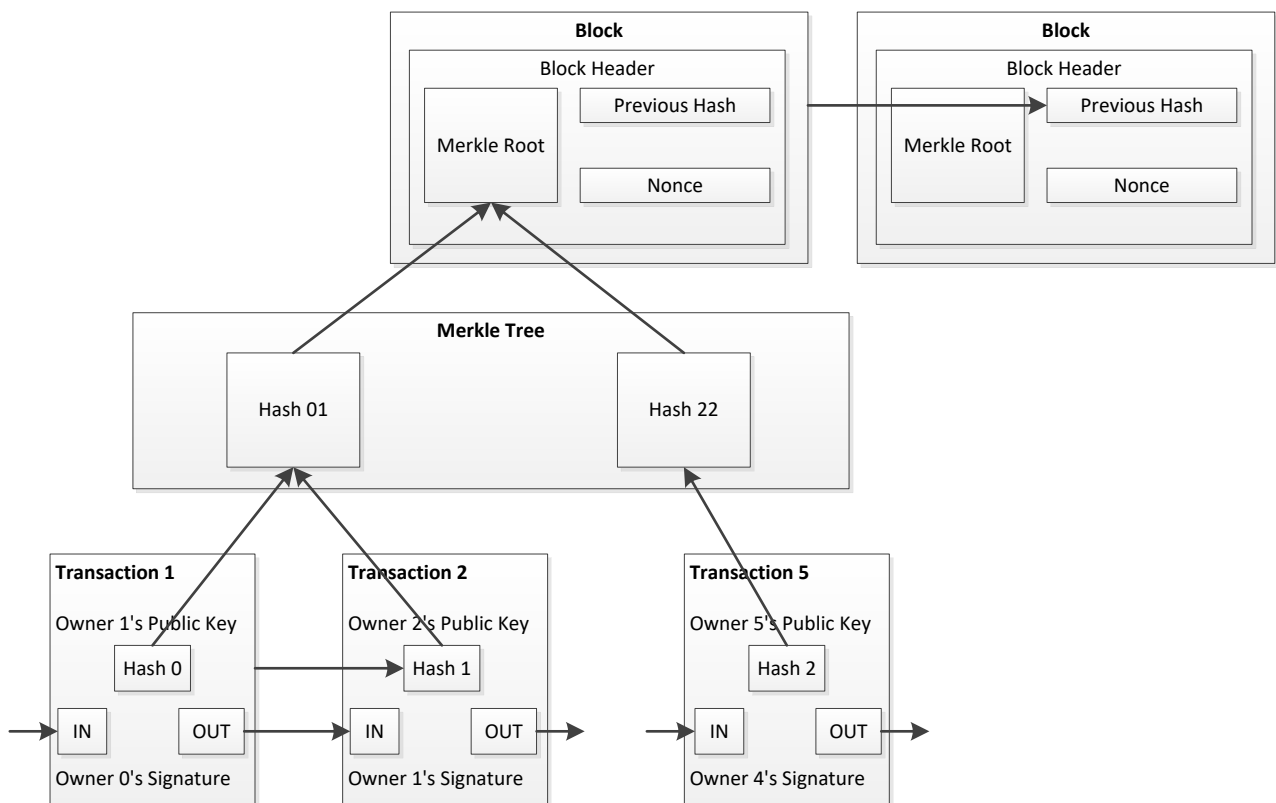 Block
Block Header
Merkle Root
Previous Hash
Nonce
Block
Block Header
Merkle Root
Previous Hash
Nonce
Merkle Tree
Hash 01
Hash 22
Transaction 1
Owner 1's Public Key
Hash 0
IN
OUT
Owner 0's Signature
Transaction 2
Owner 2's Public Key
Hash 1
IN
OUT
Owner 1's Signature
Transaction 5
Owner 5's Public Key
Hash 2
IN
OUT
Owner 4's Signature